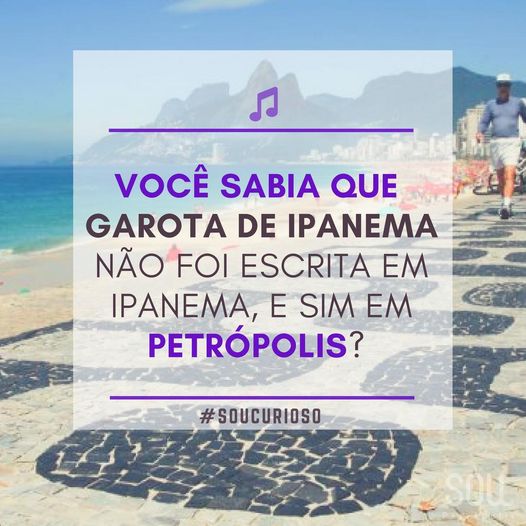 VOCÊ SABIA QUE
GAROTA DE IPANEMA
NÃO FOI ESCRITA EM
IPANEMA, E SIM EM
PETRÓPOLIS?
#SOUCURIOSO
SOU